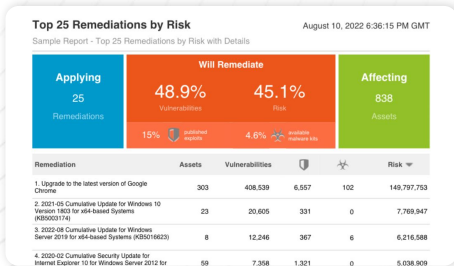 Top 25 Remediations by Risk
August 10, 2022 6:36:15 PM GMT
Sample Report - Top 25 Remediations by Risk with Details
Applying
25
Remediations
Will Remediate
48.9%
Vulnerabilities
45.1%
Risk
15% published
exploits
4.6% available
malware kits
Affecting
838
Assets
Remediation Assets Vulnerabilities Risk
1. Upgrade to the latest version of Google
Chrome
303 408,539 6,557 102 149,797,753
2. 2021-05 Cumulative Update for Windows 10
Version 1803 for x64-based Systems
(KB5003174)
23 20,605 331 0 7,769,947
3. 2022-08 Cumulative Update for Windows
Server 2019 for x64-based Systems (KB5016623)
8 12,246 367 6 6,216,588
4. 2020-02 Cumulative Security Update for
Internet Explorer 10 for Windows Server 2012 for
59 7,358 1,321 0 5,038,909